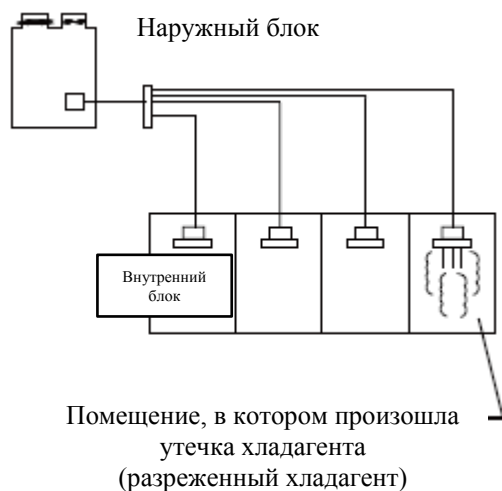 Наружный блок
Внутренний
блок
Помещение, в котором произошла
утечка хладагента
(разреженный хладагент)